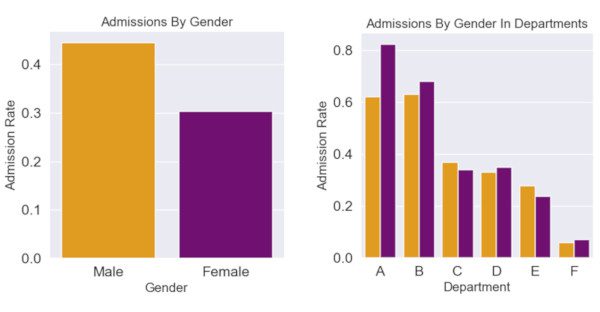 Admissions By Gender
Admission Rate
0.4
0.3
0.2
0.1
0.0
Male Female
Gender
Admissions By Gender In Departments
Admission Rate
0.8
0.6
0.4
0.2
0.0
A B C D E F
Department